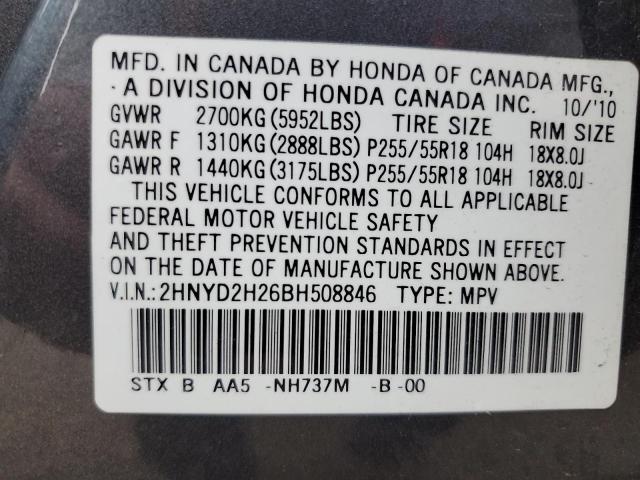 MFD. IN CANADA BY HONDA OF CANADA MFG.,
A DIVISION OF HONDA CANADA INC. 10/'10
GVWR 2700KG(5952LBS) TIRE SIZE RIM SIZE
GAWR F 1310KG(2888LBS) P255/55R18 104H 18X8.0J
GAWR R 1440KG(3175LBS) P255/55R18 104H 18X8.0J
THIS VEHICLE CONFORMS TO ALL APPLICABLE
FEDERAL MOTOR VEHICLE SAFETY
AND THEFT PREVENTION STANDARDS IN EFFECT
ON THE DATE OF MANUFACTURE SHOWN ABOVE.
V.I.N.:2HNYD2H26BH508846 TYPE: MPV
STX B AA5 -NH737M -B -00